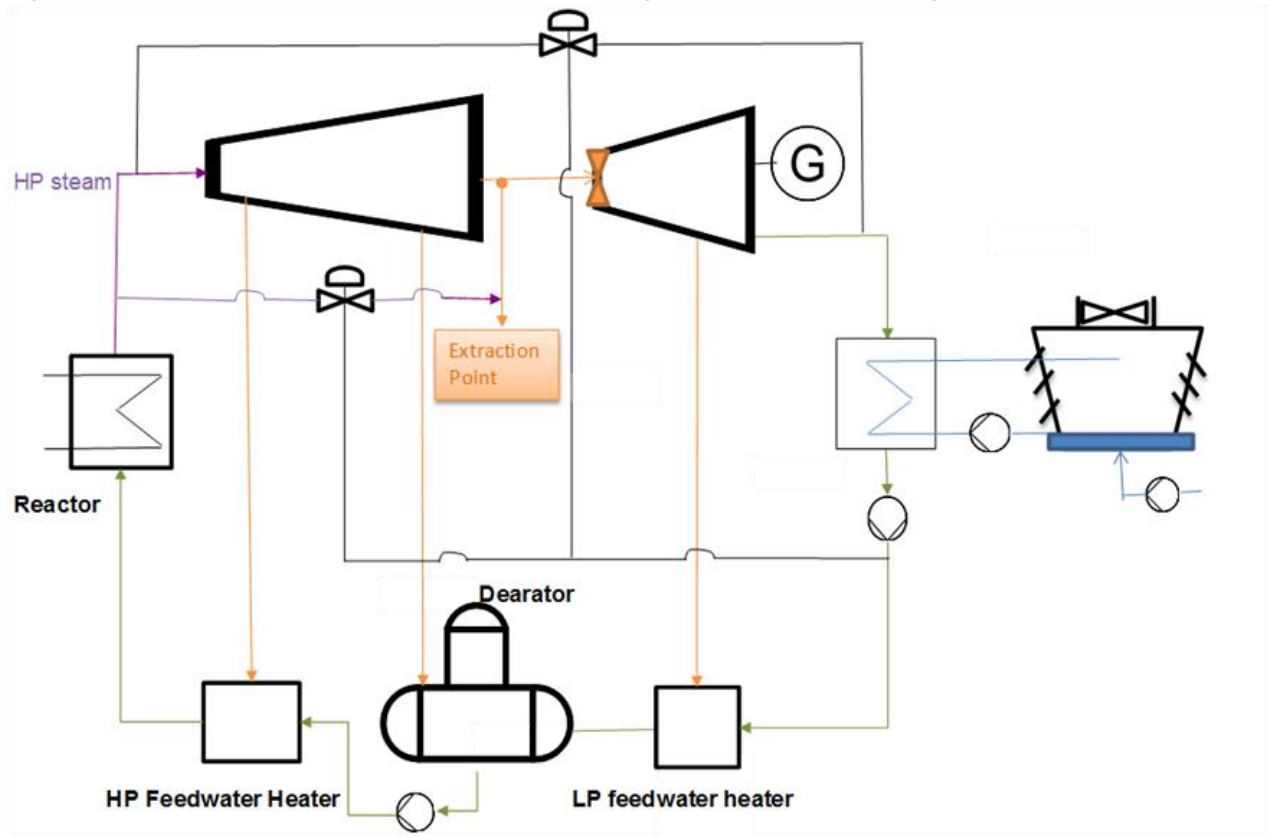 G
HP steam
Extraction
Point
Reactor
Dearator
HP Feedwater Heater
LP feedwater heater